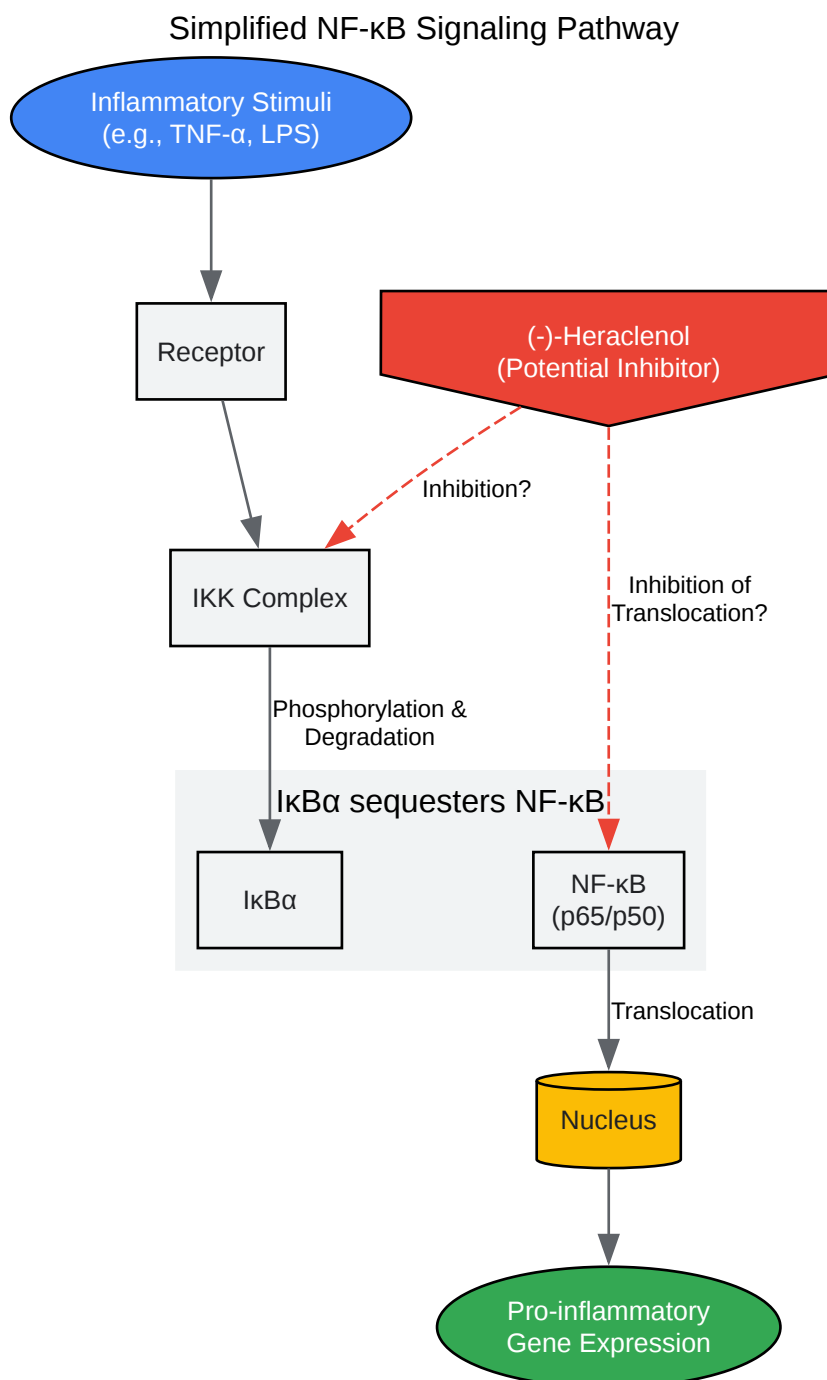 Simplified NF-κB Signaling Pathway
Inflammatory Stimuli
(e.g., TNF-α, LPS)
Receptor
(-)-Heraclenol
(Potential Inhibitor)
Inhibition?
IKK Complex
Inhibition of
Translocation?
Phosphorylation &
Degradation
IκBα sequesters NF-κB
IκBα
NF-κB
(p65/p50)
Translocation
Nucleus
Pro-inflammatory
Gene Expression